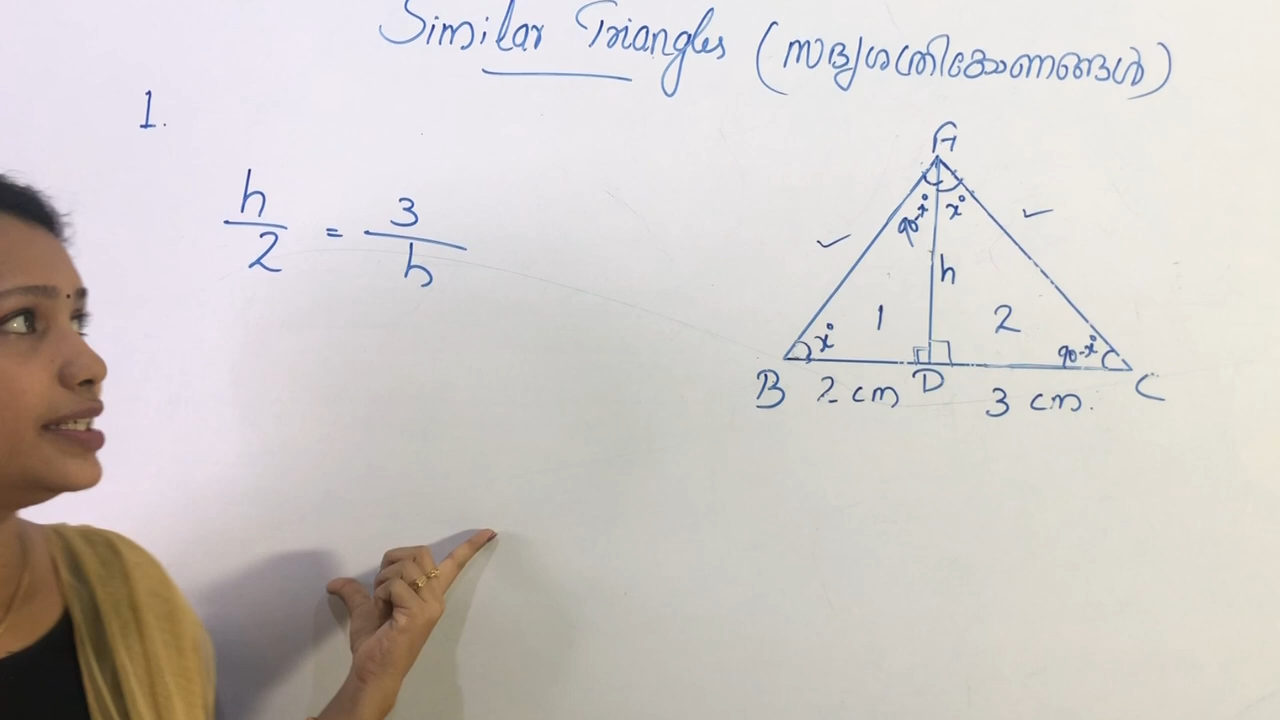 Similar Triangles (സദൃശത്രികോണങ്ങൾ)
1.
h/2 = 3/h
A
90-x° x°
h
1 2
x° 90-x°
B 2 cm D 3 cm. C